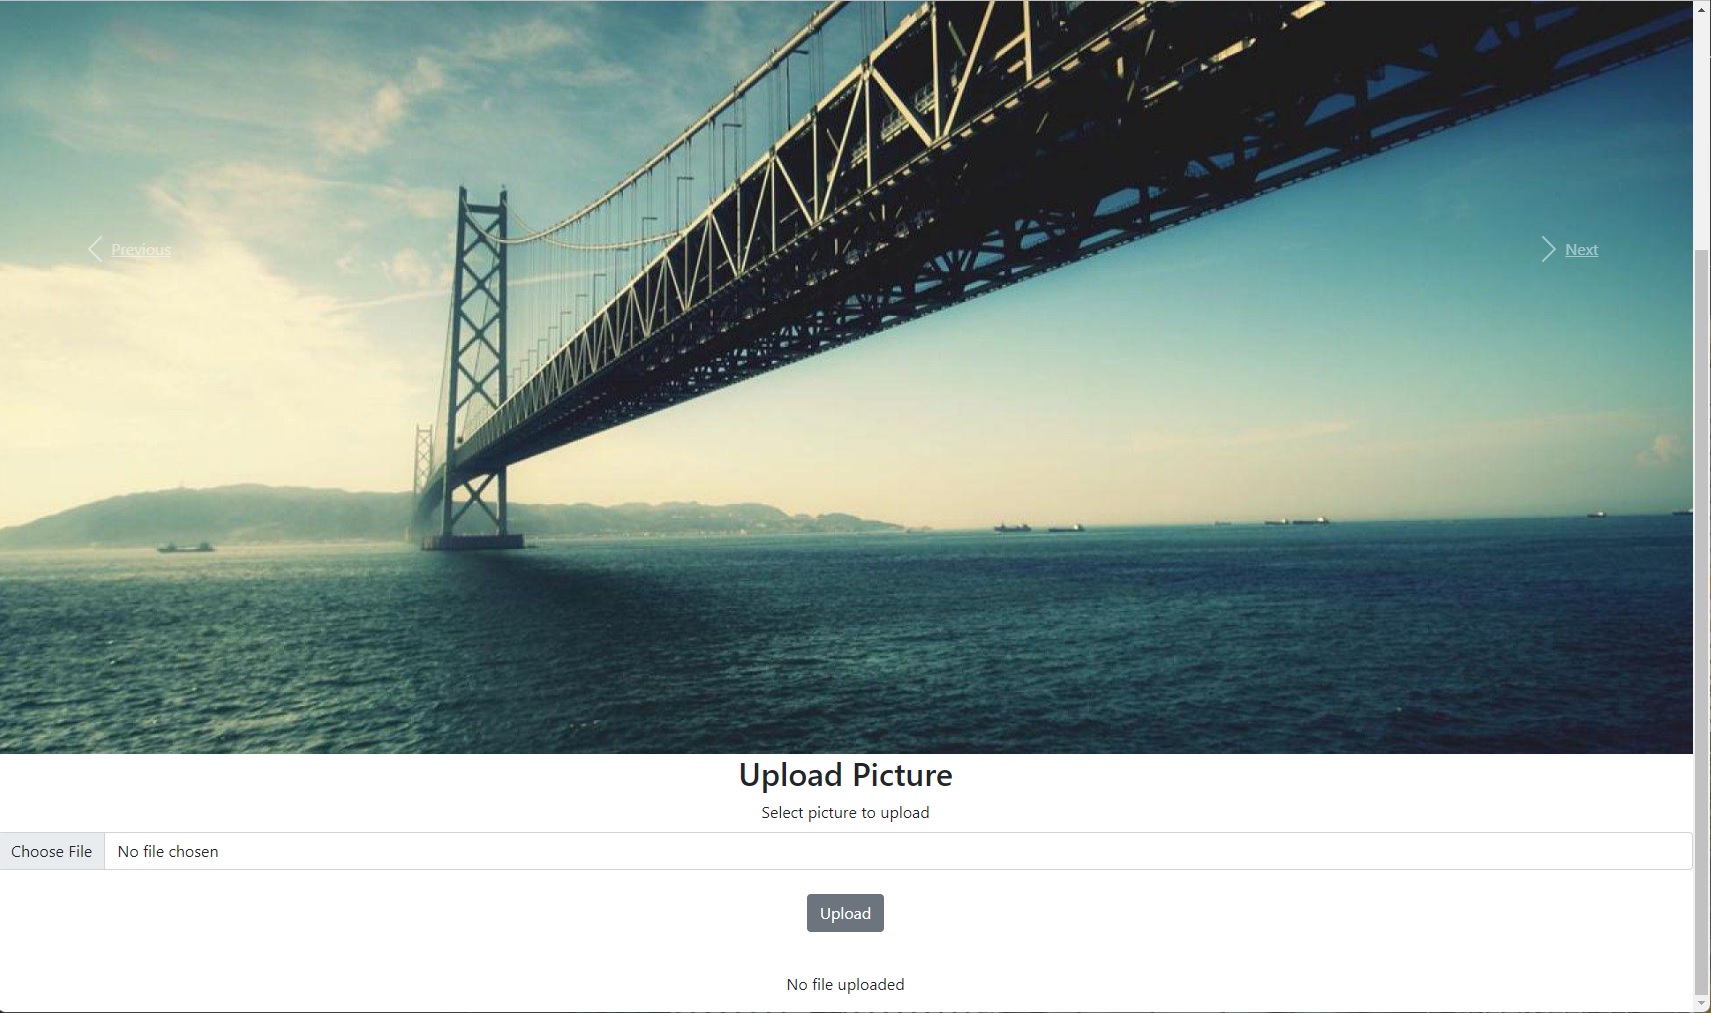 Previous
Next
Upload Picture
Select picture to upload
Choose File No file chosen
Upload
No file uploaded